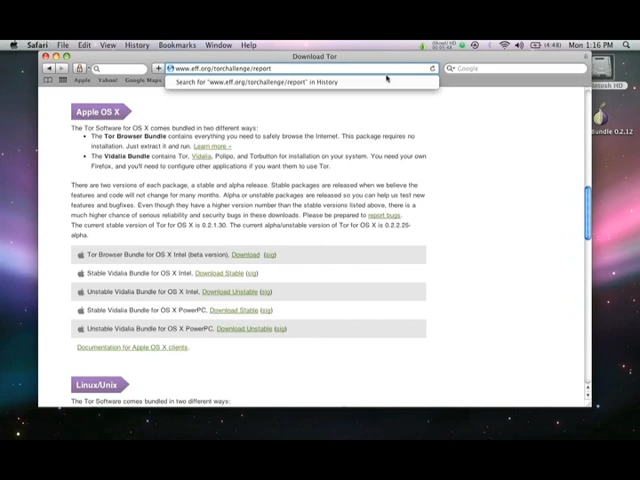 Safari File Edit View History Bookmarks Window Help
(4:48) Mon 1:16 PM
Download Tor
www.eff.org/torchallenge/report
Google
Search for "www.eff.org/torchallenge/report" in History
Apple Yahoo! Google Maps
Apple OS X
The Tor Software for OS X comes bundled in two different ways:
The Tor Browser Bundle contains everything you need to safely browse the Internet. This package requires no
installation. Just extract it and run. Learn more »
The Vidalia Bundle contains Tor, Vidalia, Polipo, and Torbutton for installation on your system. You need your own
Firefox, and you'll need to configure other applications if you want them to use Tor.
There are two versions of each package, a stable and alpha release. Stable packages are released when we believe the
features and code will not change for many months. Alpha or unstable packages are released so you can help us test
new features and bugfixes. Even though they have a higher version number than the stable versions listed above, there is a
much higher chance of serious reliability and security bugs in these downloads. Please be prepared to report bugs.
The current stable version of Tor for OS X is 0.2.1.30. The current alpha/unstable version of Tor for OS X is 0.2.2.25-
alpha.
Tor Browser Bundle for OS X Intel (beta version), Download (sig)
Stable Vidalia Bundle for OS X Intel, Download Stable (sig)
Unstable Vidalia Bundle for OS X Intel, Download Unstable (sig)
Stable Vidalia Bundle for OS X PowerPC, Download Stable (sig)
Unstable Vidalia Bundle for OS X PowerPC, Download Unstable (sig)
Documentation for Apple OS X clients.
Linux/Unix
The Tor Software comes bundled in two different ways: